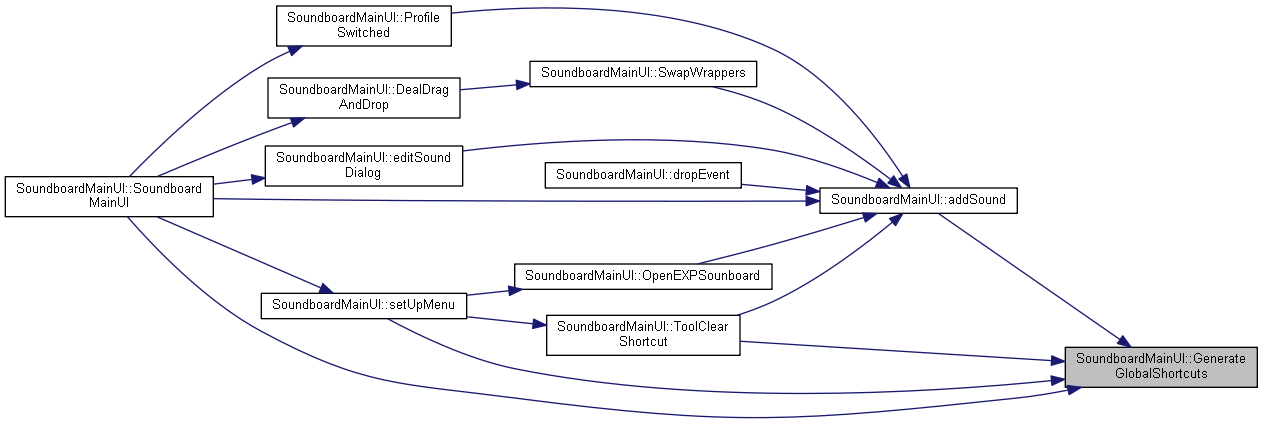 SoundboardMainUI::Profile
Switched
SoundboardMainUI::SwapWrappers
SoundboardMainUI::DealDrag
AndDrop
SoundboardMainUI::editSound
Dialog
SoundboardMainUI::dropEvent
SoundboardMainUI::Soundboard
MainUI
SoundboardMainUI::addSound
SoundboardMainUI::OpenEXPSounboard
SoundboardMainUI::setUpMenu
SoundboardMainUI::ToolClear
Shortcut
SoundboardMainUI::Generate
GlobalShortcuts